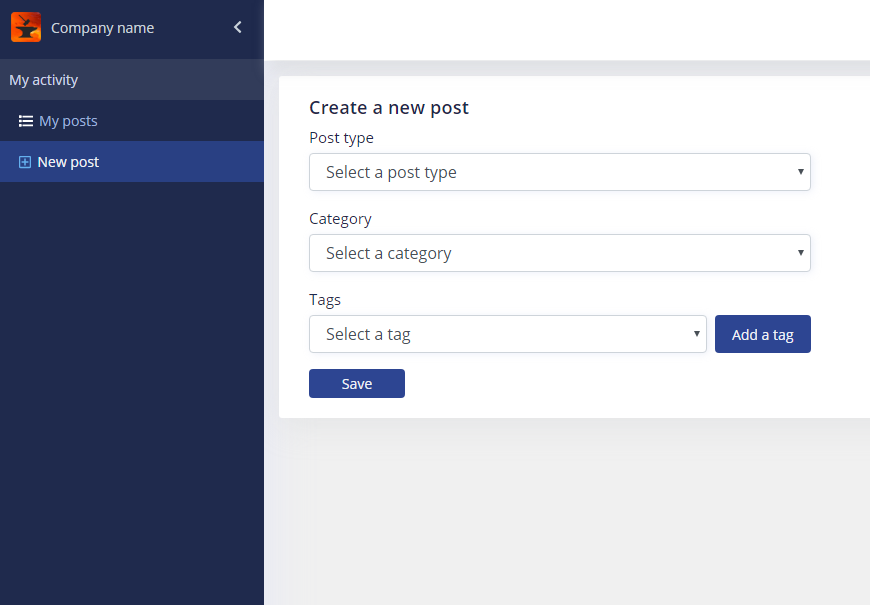 Company name
My activity
My posts
New post
Create a new post
Post type
Select a post type
Category
Select a category
Tags
Select a tag
Add a tag
Save